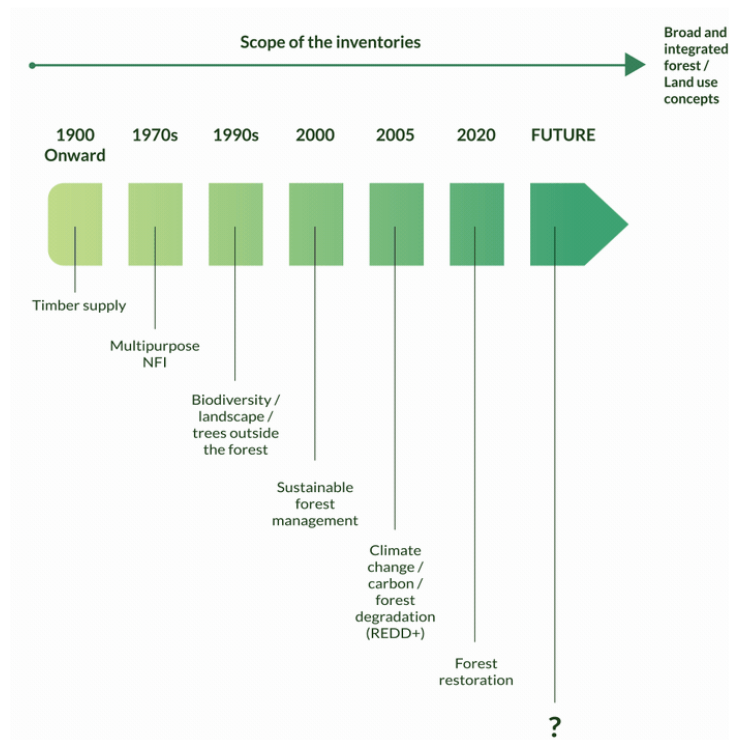 Scope of the inventories
Broad and
integrated
forest /
Land use
concepts
1900
Onward
1970s
1990s
2000
2005
2020
FUTURE
Timber supply
Multipurpose
NFI
Biodiversity /
landscape /
trees outside
the forest
Sustainable
forest
management
Climate
change /
carbon /
forest
degradation
(REDD+)
Forest
restoration
?